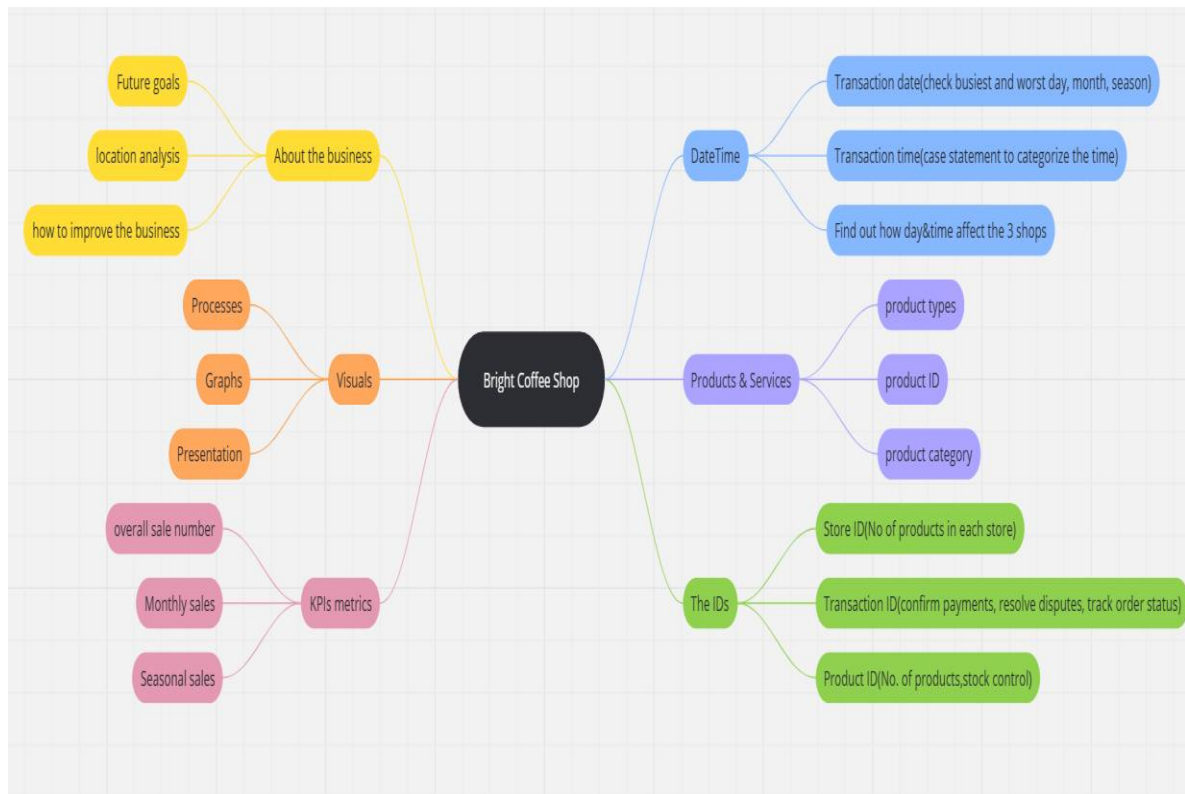 Bright Coffee Shop
About the business
Future goals
location analysis
how to improve the business
Visuals
Processes
Graphs
Presentation
KPIs metrics
overall sale number
Monthly sales
Seasonal sales
DateTime
Transaction date(check busiest and worst day, month, season)
Transaction time(case statement to categorize the time)
Find out how day&time affect the 3 shops
Products & Services
product types
product ID
product category
The IDs
Store ID(No of products in each store)
Transaction ID(confirm payments, resolve disputes, track order status)
Product ID(No. of products,stock control)